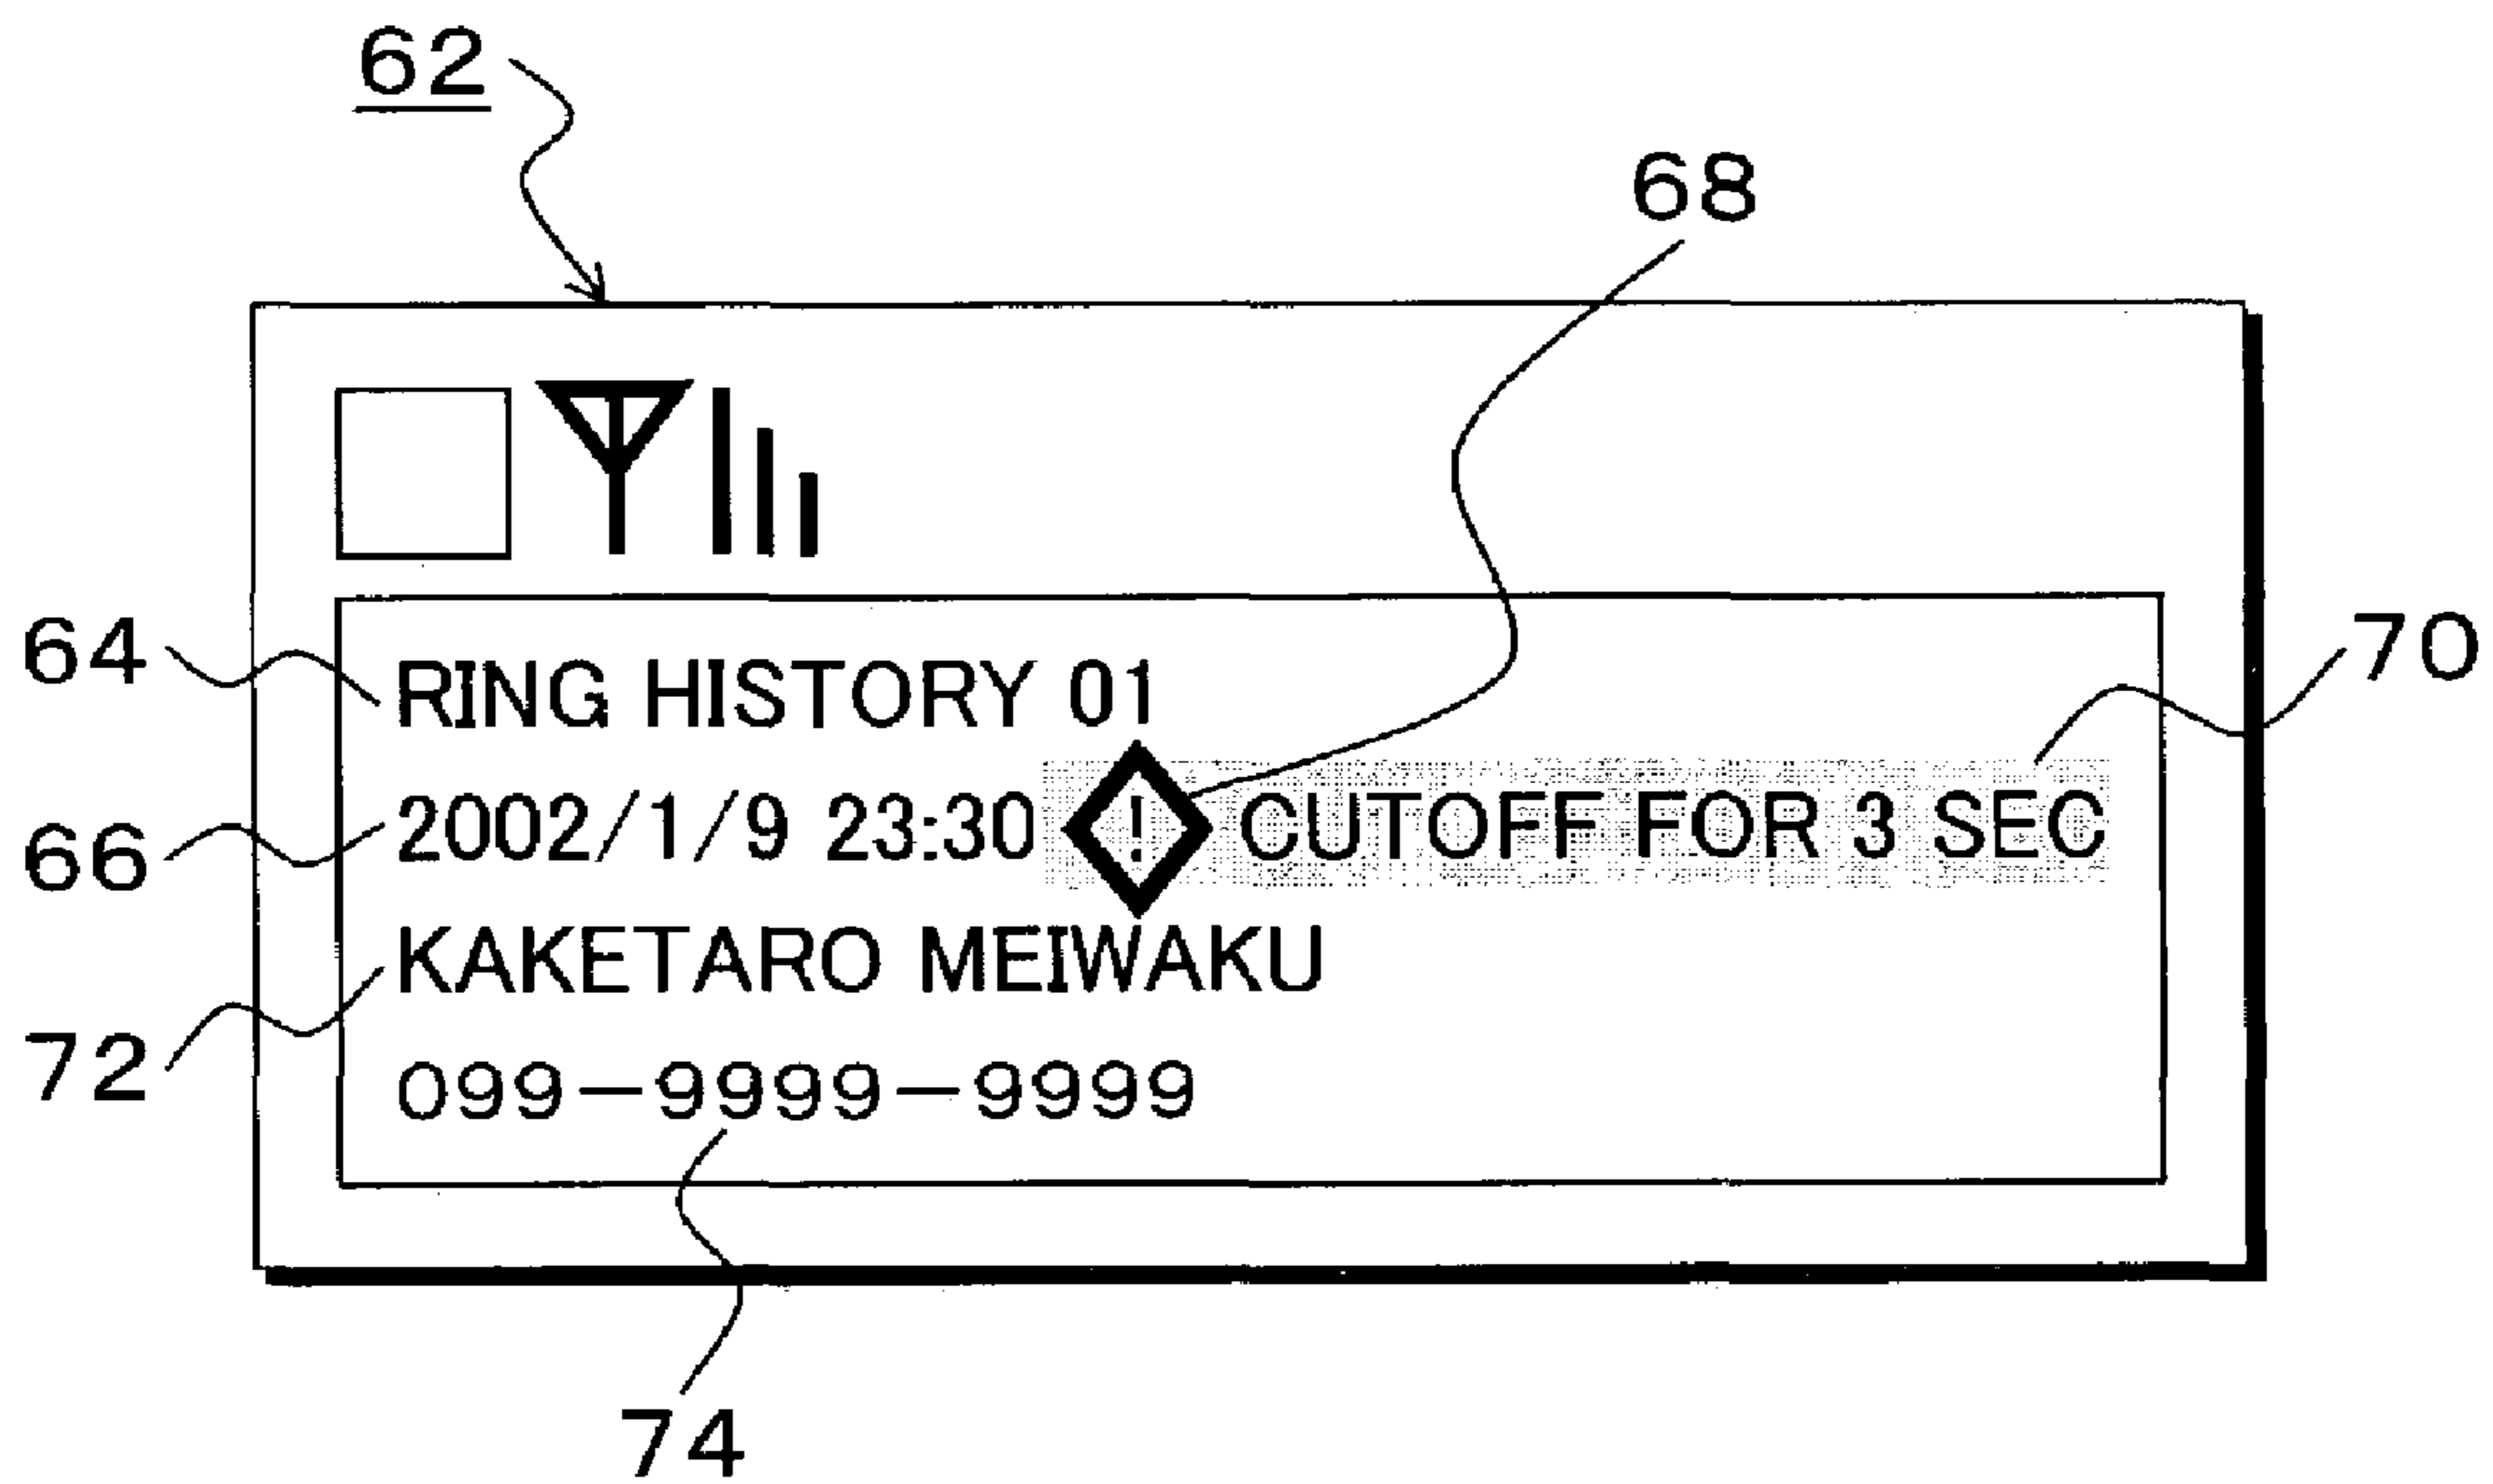 62
68
64
RING HISTORY 01
70
66
2002/1/9 23:30 ! CUTOFF FOR 3 SEC
KAKETARO MEIWAKU
72
099-9999-9999
74